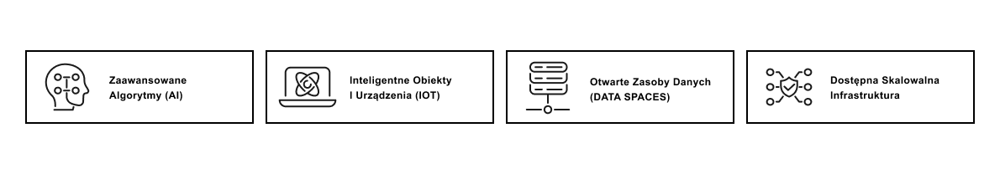 Zaawansowane
Algorytmy (AI)
Inteligentne Obiekty
I Urządzenia (IOT)
Otwarte Zasoby Danych
(DATA SPACES)
Dostępna Skalowalna
Infrastruktura